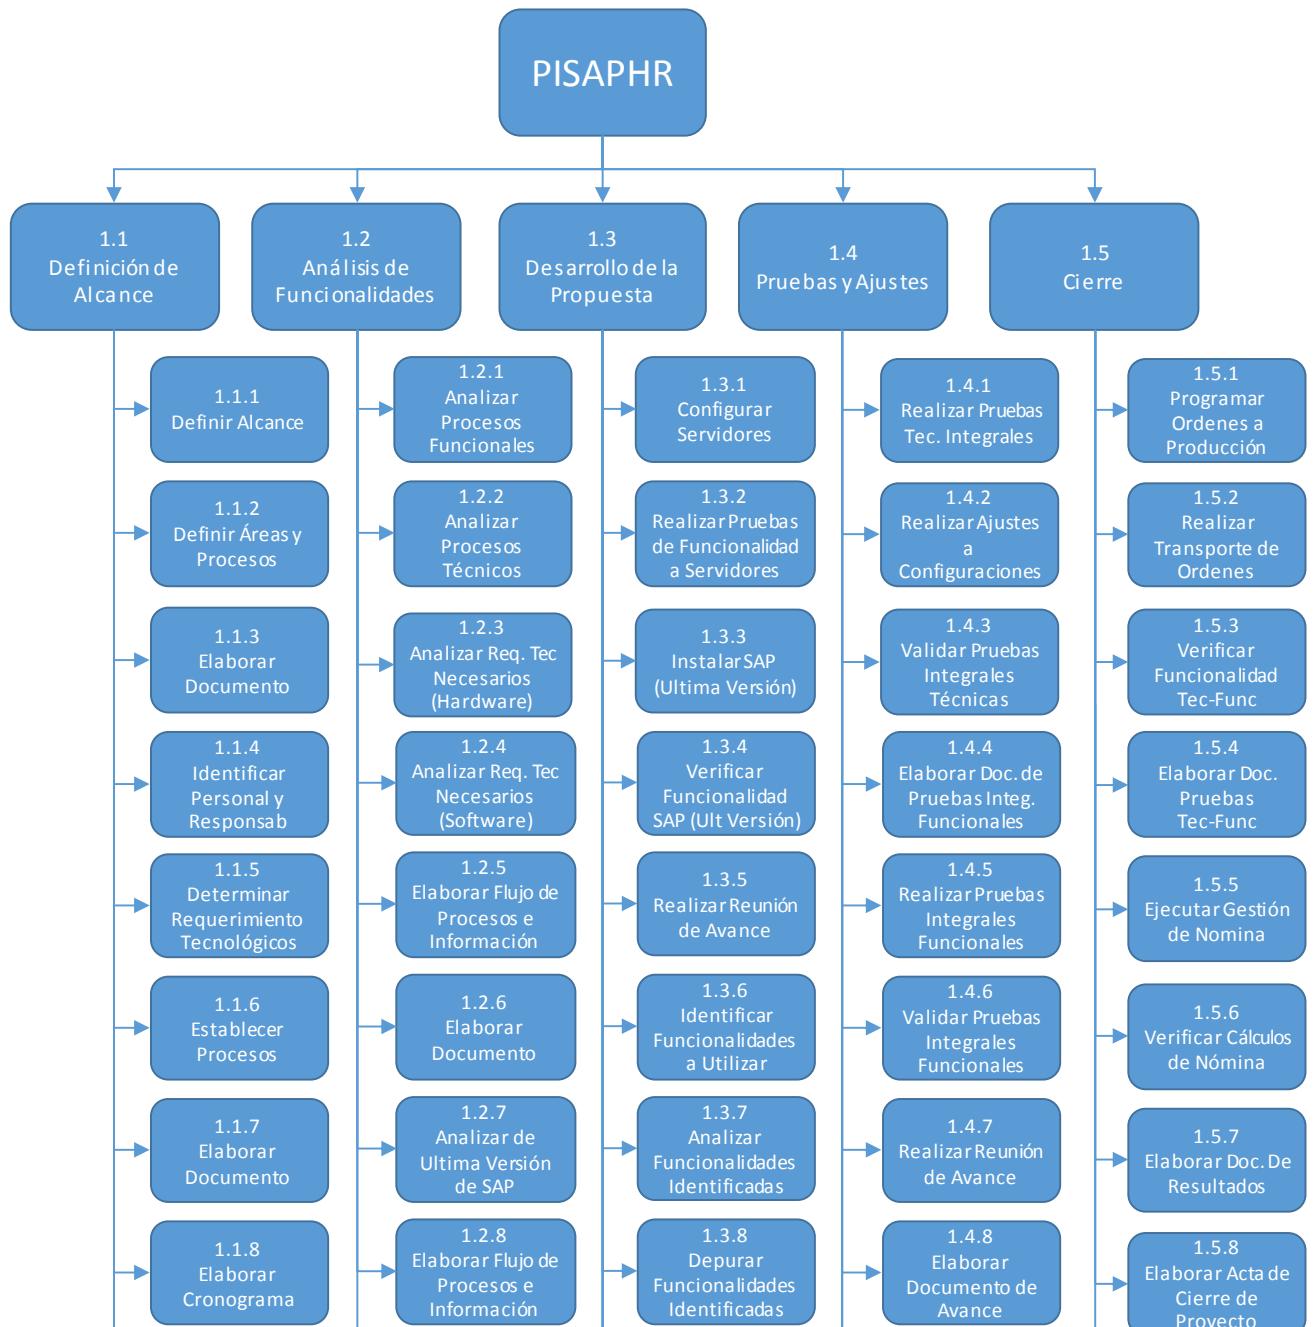 PISAPHR
1.1
Definición de
Alcance
1.2
Análisis de
Funcionalidades
1.3
Desarrollo de la
Propuesta
1.4
Pruebas y Ajustes
1.5
Cierre
1.1.1
Definir Alcance
1.1.2
Definir Áreas y
Procesos
1.1.3
Elaborar
Documento
1.1.4
Identificar
Personal y
Responsab
1.1.5
Determinar
Requerimiento
Tecnológicos
1.1.6
Establecer
Procesos
1.1.7
Elaborar
Documento
1.1.8
Elaborar
Cronograma
1.2.1
Analizar
Procesos
Funcionales
1.2.2
Analizar
Procesos
Técnicos
1.2.3
Analizar Req. Tec
Necesarios
(Hardware)
1.2.4
Analizar Req. Tec
Necesarios
(Software)
1.2.5
Elaborar Flujo de
Procesos e
Información
1.2.6
Elaborar
Documento
1.2.7
Analizar de
Ultima Versión
de SAP
1.2.8
Elaborar Flujo de
Procesos e
Información
1.3.1
Configurar
Servidores
1.3.2
Realizar Pruebas
de Funcionalidad
a Servidores
1.3.3
Instalar SAP
(Ultima Versión)
1.3.4
Verificar
Funcionalidad
SAP (Ult Versión)
1.3.5
Realizar Reunión
de Avance
1.3.6
Identificar
Funcionalidades
a Utilizar
1.3.7
Analizar
Funcionalidades
Identificadas
1.3.8
Depurar
Funcionalidades
Identificadas
1.4.1
Realizar Pruebas
Tec. Integrales
1.4.2
Realizar Ajustes
a
Configuraciones
1.4.3
Validar Pruebas
Integrales
Técnicas
1.4.4
Elaborar Doc. de
Pruebas Integ.
Funcionales
1.4.5
Realizar Pruebas
Integrales
Funcionales
1.4.6
Validar Pruebas
Integrales
Funcionales
1.4.7
Realizar Reunión
de Avance
1.4.8
Elaborar
Documento de
Avance
1.5.1
Programar
Ordenes a
Producción
1.5.2
Realizar
Transporte de
Ordenes
1.5.3
Verificar
Funcionalidad
Tec-Func
1.5.4
Elaborar Doc.
Pruebas
Tec-Func
1.5.5
Ejecutar Gestión
de Nomina
1.5.6
Verificar Cálculos
de Nómina
1.5.7
Elaborar Doc. De
Resultados
1.5.8
Elaborar Acta de
Cierre de
Proyecto